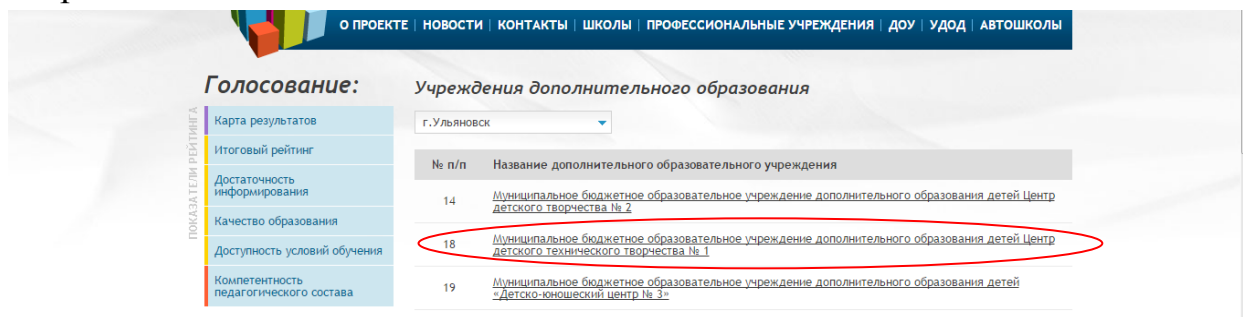 О ПРОЕКТЕ | НОВОСТИ | КОНТАКТЫ | ШКОЛЫ | ПРОФЕССИОНАЛЬНЫЕ УЧРЕЖДЕНИЯ | ДОУ | УДОД | АВТОШКОЛЫ
Голосование:
ПОКАЗАТЕЛИ РЕЙТИНГА
Карта результатов
Итоговый рейтинг
Достаточность
информирования
Качество образования
Доступность условий обучения
Компетентность
педагогического состава
Учреждения дополнительного образования
г.Ульяновск
№ п/п Название дополнительного образовательного учреждения
14 Муниципальное бюджетное образовательное учреждение дополнительного образования детей Центр
детского творчества № 2
18 Муниципальное бюджетное образовательное учреждение дополнительного образования детей Центр
детского технического творчества № 1
19 Муниципальное бюджетное образовательное учреждение дополнительного образования детей
«Детско-юношеский центр № 3»